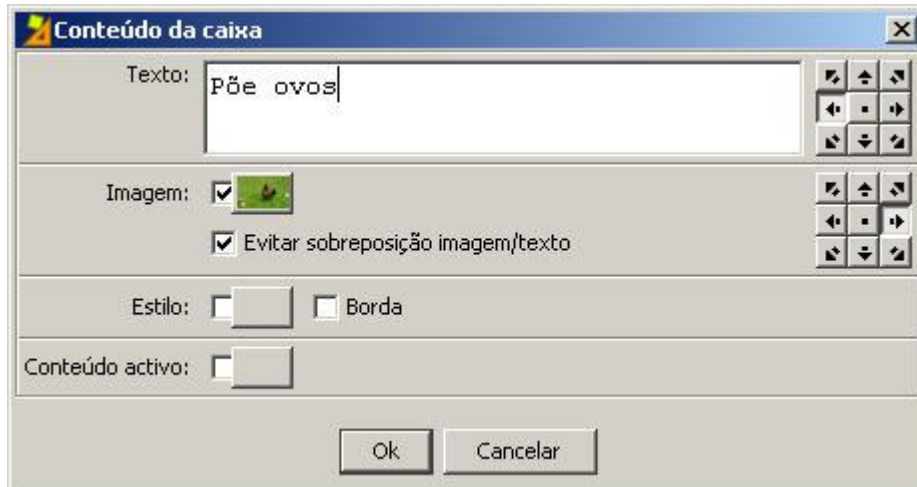 Conteúdo da caixa
Texto:
Põe ovos
Imagem:
Evitar sobreposição imagem/texto
Estilo:
Borda
Conteúdo activo:
Ok
Cancelar